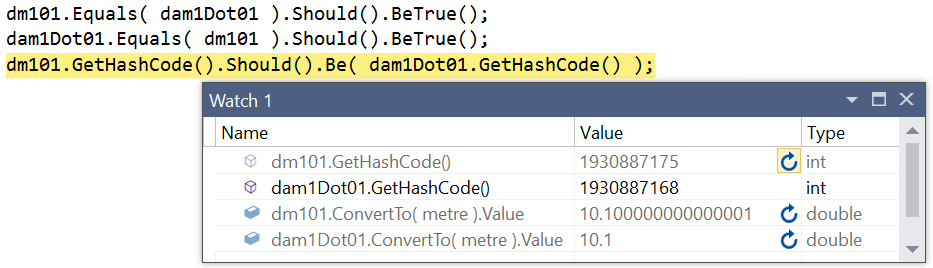 dm101.Equals( dam1Dot01 ).Should().BeTrue();
dam1Dot01.Equals( dm101 ).Should().BeTrue();
dm101.GetHashCode().Should().Be( dam1Dot01.GetHashCode() );
Watch 1
Name Value Type
dm101.GetHashCode() 1930887175 int
dam1Dot01.GetHashCode() 1930887168 int
dm101.ConvertTo( metre ).Value 10.100000000000001 double
dam1Dot01.ConvertTo( metre ).Value 10.1 double